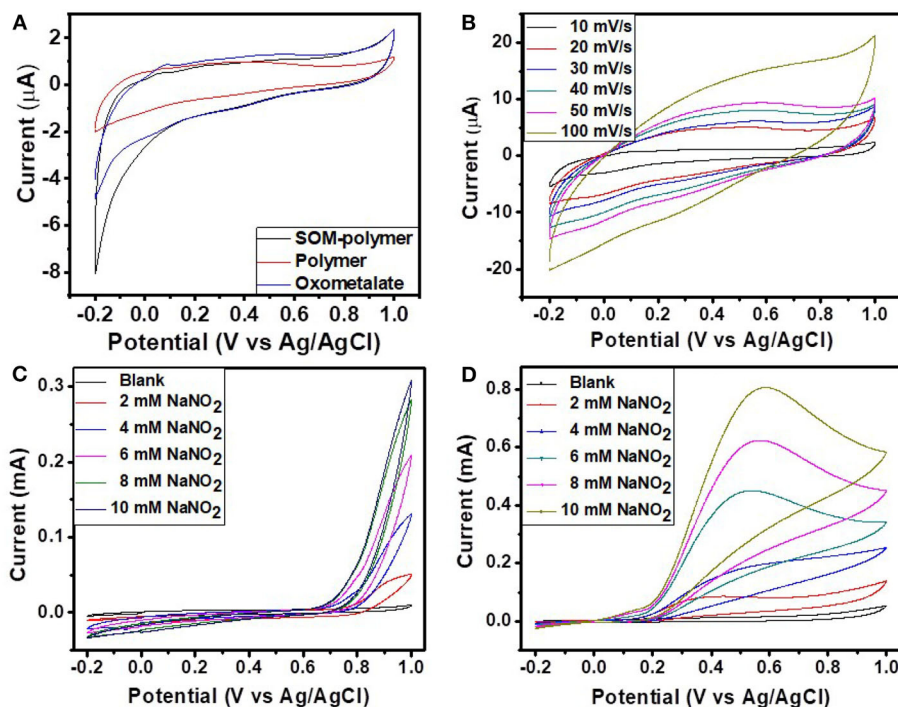 A
2
0
-2
-4
-6
-8
Current (μA)
SOM-polymer
Polymer
Oxometalate
-0.2 0.0 0.2 0.4 0.6 0.8 1.0
Potential (V vs Ag/AgCl)
B
20
10
0
-10
-20
Current (μA)
10 mV/s
20 mV/s
30 mV/s
40 mV/s
50 mV/s
100 mV/s
-0.2 0.0 0.2 0.4 0.6 0.8 1.0
Potential (V vs Ag/AgCl)
C
0.3
0.2
0.1
0.0
Current (mA)
Blank
2 mM NaNO₂
4 mM NaNO₂
6 mM NaNO₂
8 mM NaNO₂
10 mM NaNO₂
-0.2 0.0 0.2 0.4 0.6 0.8 1.0
Potential (V vs Ag/AgCl)
D
0.8
0.6
0.4
0.2
0.0
Current (mA)
Blank
2 mM NaNO₂
4 mM NaNO₂
6 mM NaNO₂
8 mM NaNO₂
10 mM NaNO₂
-0.2 0.0 0.2 0.4 0.6 0.8 1.0
Potential (V vs Ag/AgCl)